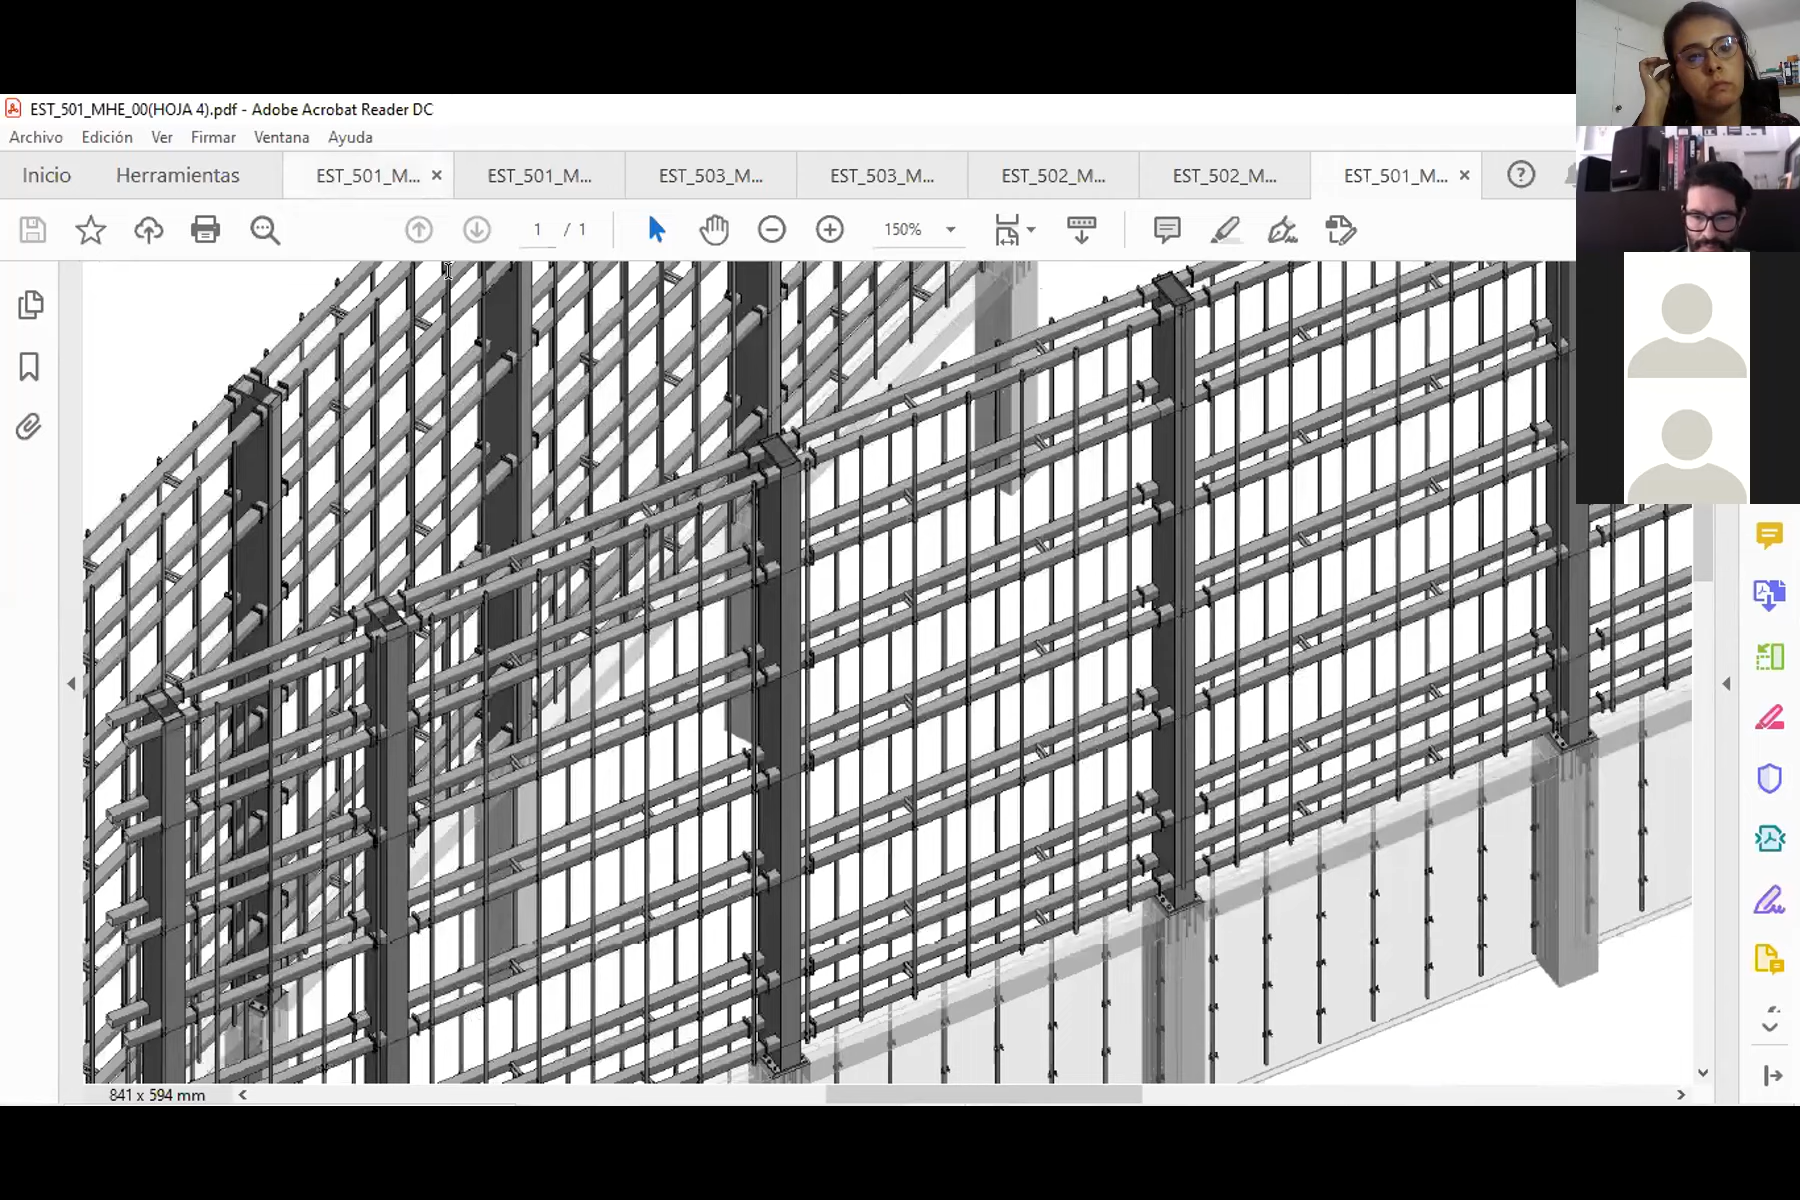 EST_501_MHE_00(HOJA 4).pdf - Adobe Acrobat Reader DC
Archivo Edición Ver Firmar Ventana Ayuda
Inicio Herramientas EST_501_M... × EST_501_M... EST_503_M... EST_503_M... EST_502_M... EST_502_M... EST_501_M... × ?
1 / 1 150%
841 x 594 mm